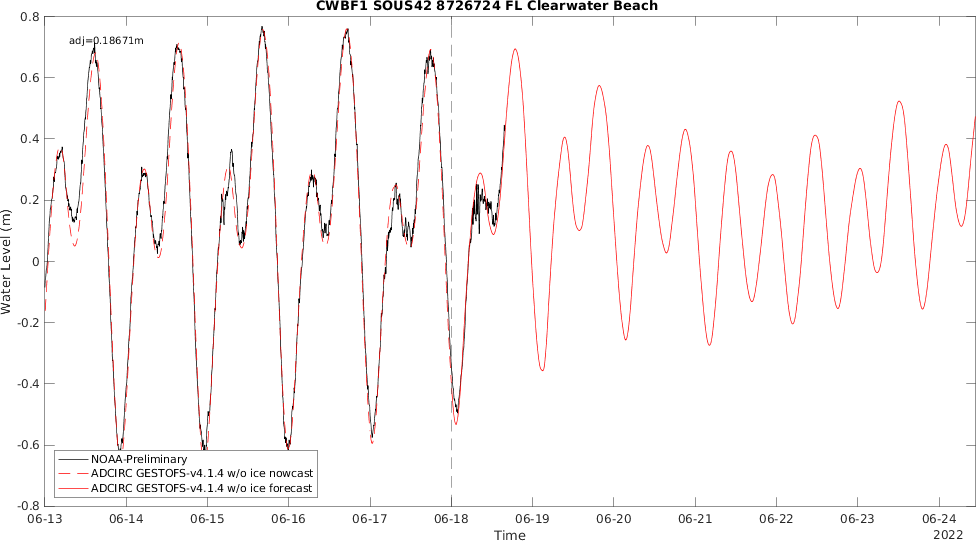 CWBF1 SOUS42 8726724 FL Clearwater Beach
adj=0.18671m
0.8
0.6
0.4
0.2
0
-0.2
-0.4
-0.6
-0.8
Water Level (m)
NOAA-Preliminary
ADCIRC GESTOFS-v4.1.4 w/o ice nowcast
ADCIRC GESTOFS-v4.1.4 w/o ice forecast
06-13 06-14 06-15 06-16 06-17 06-18 06-19 06-20 06-21 06-22 06-23 06-24
Time
2022